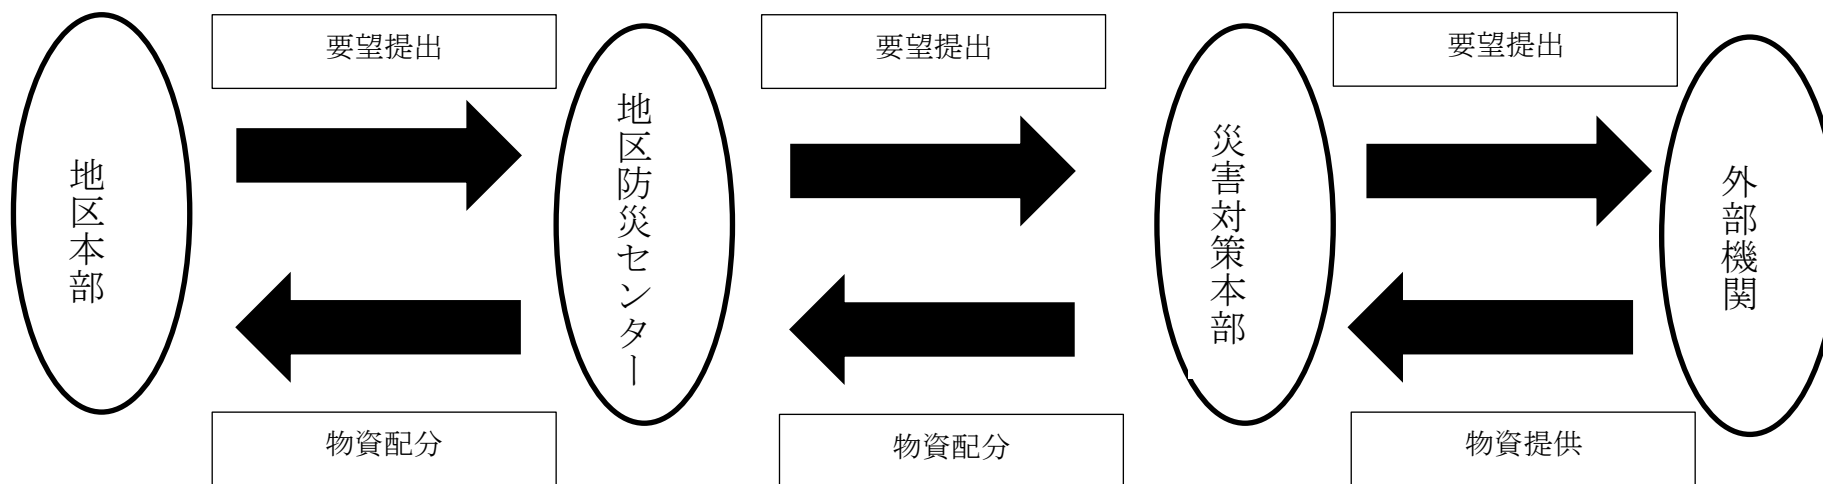 要望提出
要望提出
要望提出
地区本部
地区防災センター
災害対策本部
外部機関
物資配分
物資配分
物資提供